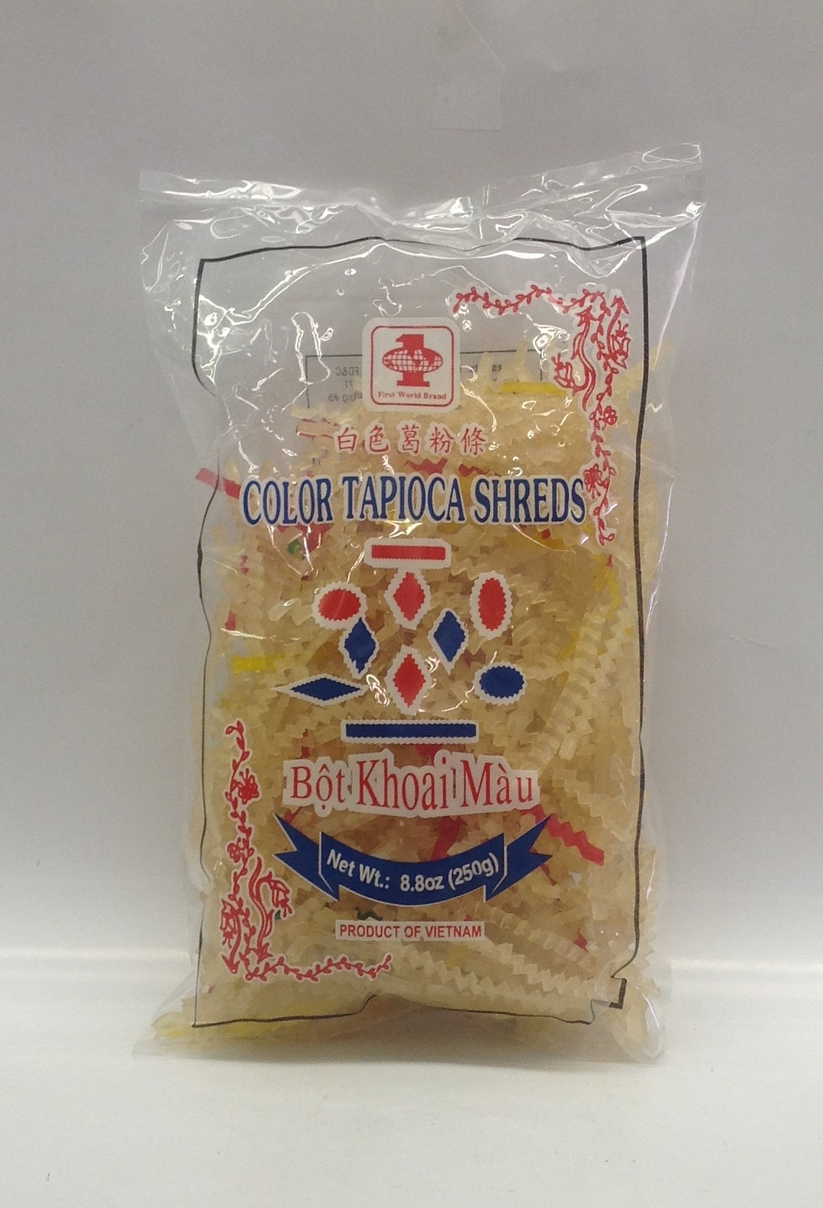 1
First World Brand
白色葛粉條
COLOR TAPIOCA SHREDS
Bột Khoai Màu
Net Wt.: 8.8oz (250g)
PRODUCT OF VIETNAM